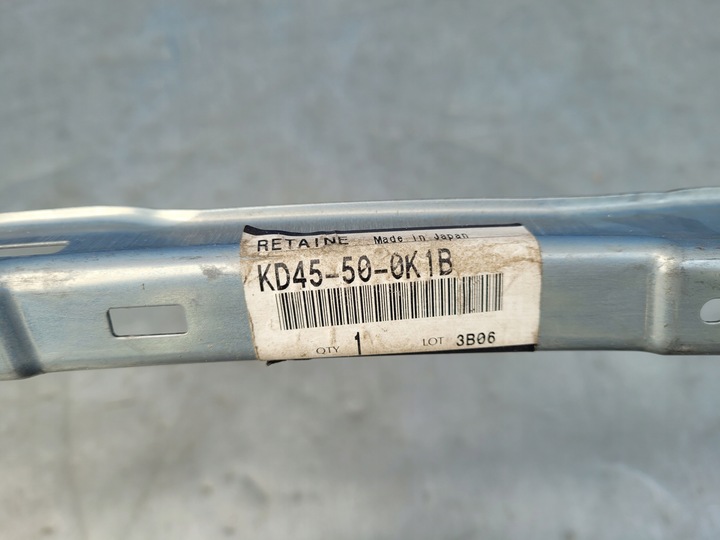 RETAINE Made in Japan
KD45-50-0K1B
QTY 1 LOT 3B06